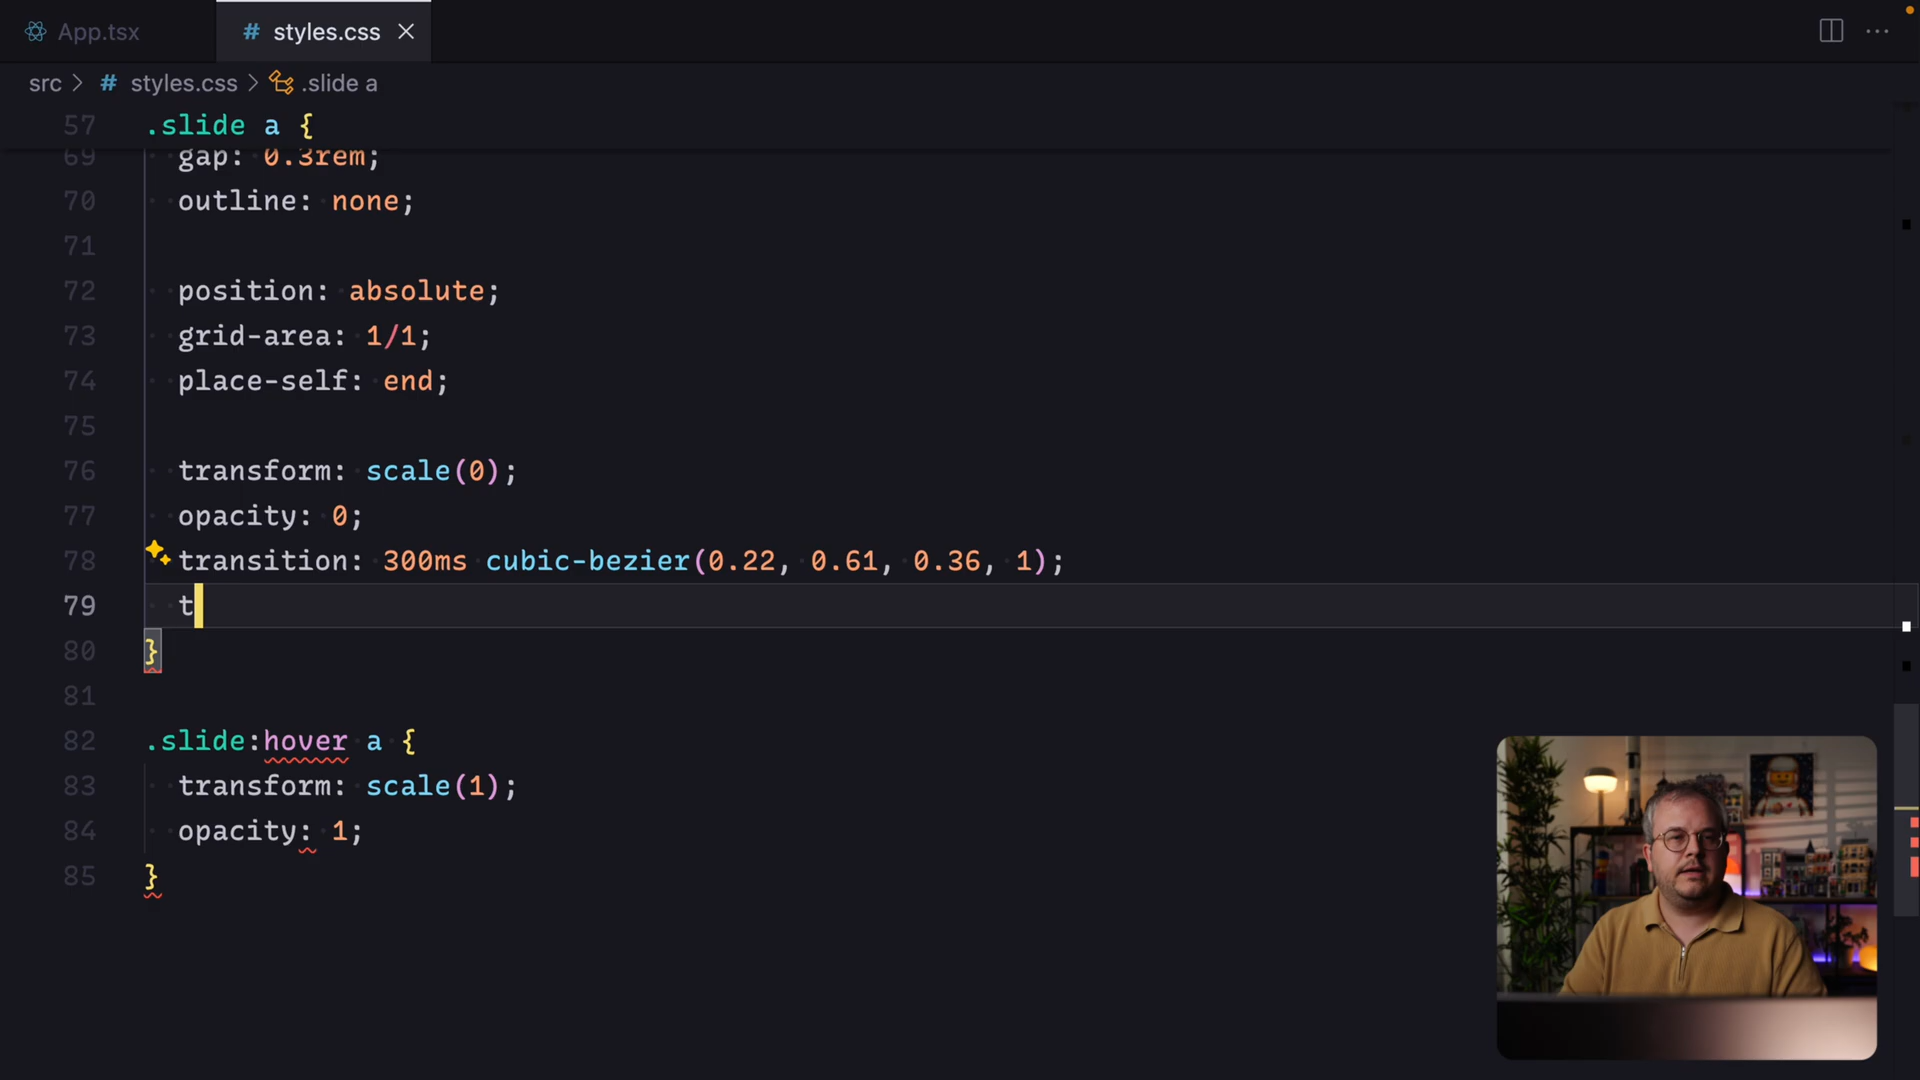 App.tsx
# styles.css
src > # styles.css > .slide a
57 .slide a {
69 gap: 0.3rem;
70 outline: none;
71
72 position: absolute;
73 grid-area: 1/1;
74 place-self: end;
75
76 transform: scale(0);
77 opacity: 0;
78 transition: 300ms cubic-bezier(0.22, 0.61, 0.36, 1);
79 t
80 }
81
82 .slide:hover a {
83 transform: scale(1);
84 opacity: 1;
85 }